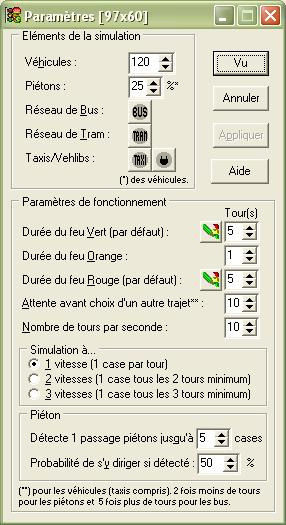 Paramètres [97x60]
Eléments de la simulation
Véhicules : 120
Vu
Piétons : 25 %*
Annuler
Réseau de Bus : BUS
Réseau de Tram : TRAM
Appliquer
Taxis/Vehlibs : TAXI
Aide
(*) des véhicules.
Paramètres de fonctionnement
Tour(s)
Durée du feu Vert (par défaut) : 5
Durée du feu Orange : 1
Durée du feu Rouge (par défaut) : 5
Attente avant choix d'un autre trajet** : 10
Nombre de tours par seconde : 10
Simulation à...
1 vitesse (1 case par tour)
2 vitesses (1 case tous les 2 tours minimum)
3 vitesses (1 case tous les 3 tours minimum)
Piéton
Détecte 1 passage piétons jusqu'à 5 cases
Probabilité de s'y diriger si détecté : 50 %
(**) pour les véhicules (taxis compris). 2 fois moins de tours
pour les piétons et 5 fois plus de tours pour les bus.